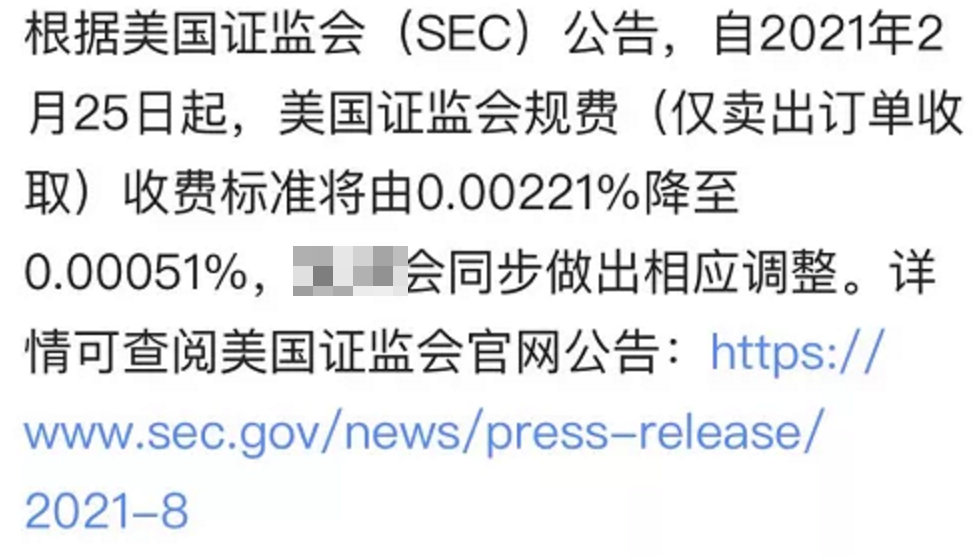 根据美国证监会（SEC）公告，自2021年2
月25日起，美国证监会规费（仅卖出订单收
取）收费标准将由0.00221%降至
0.00051%，会同步做出相应调整。详
情可查阅美国证监会官网公告：https://
www.sec.gov/news/press-release/
2021-8